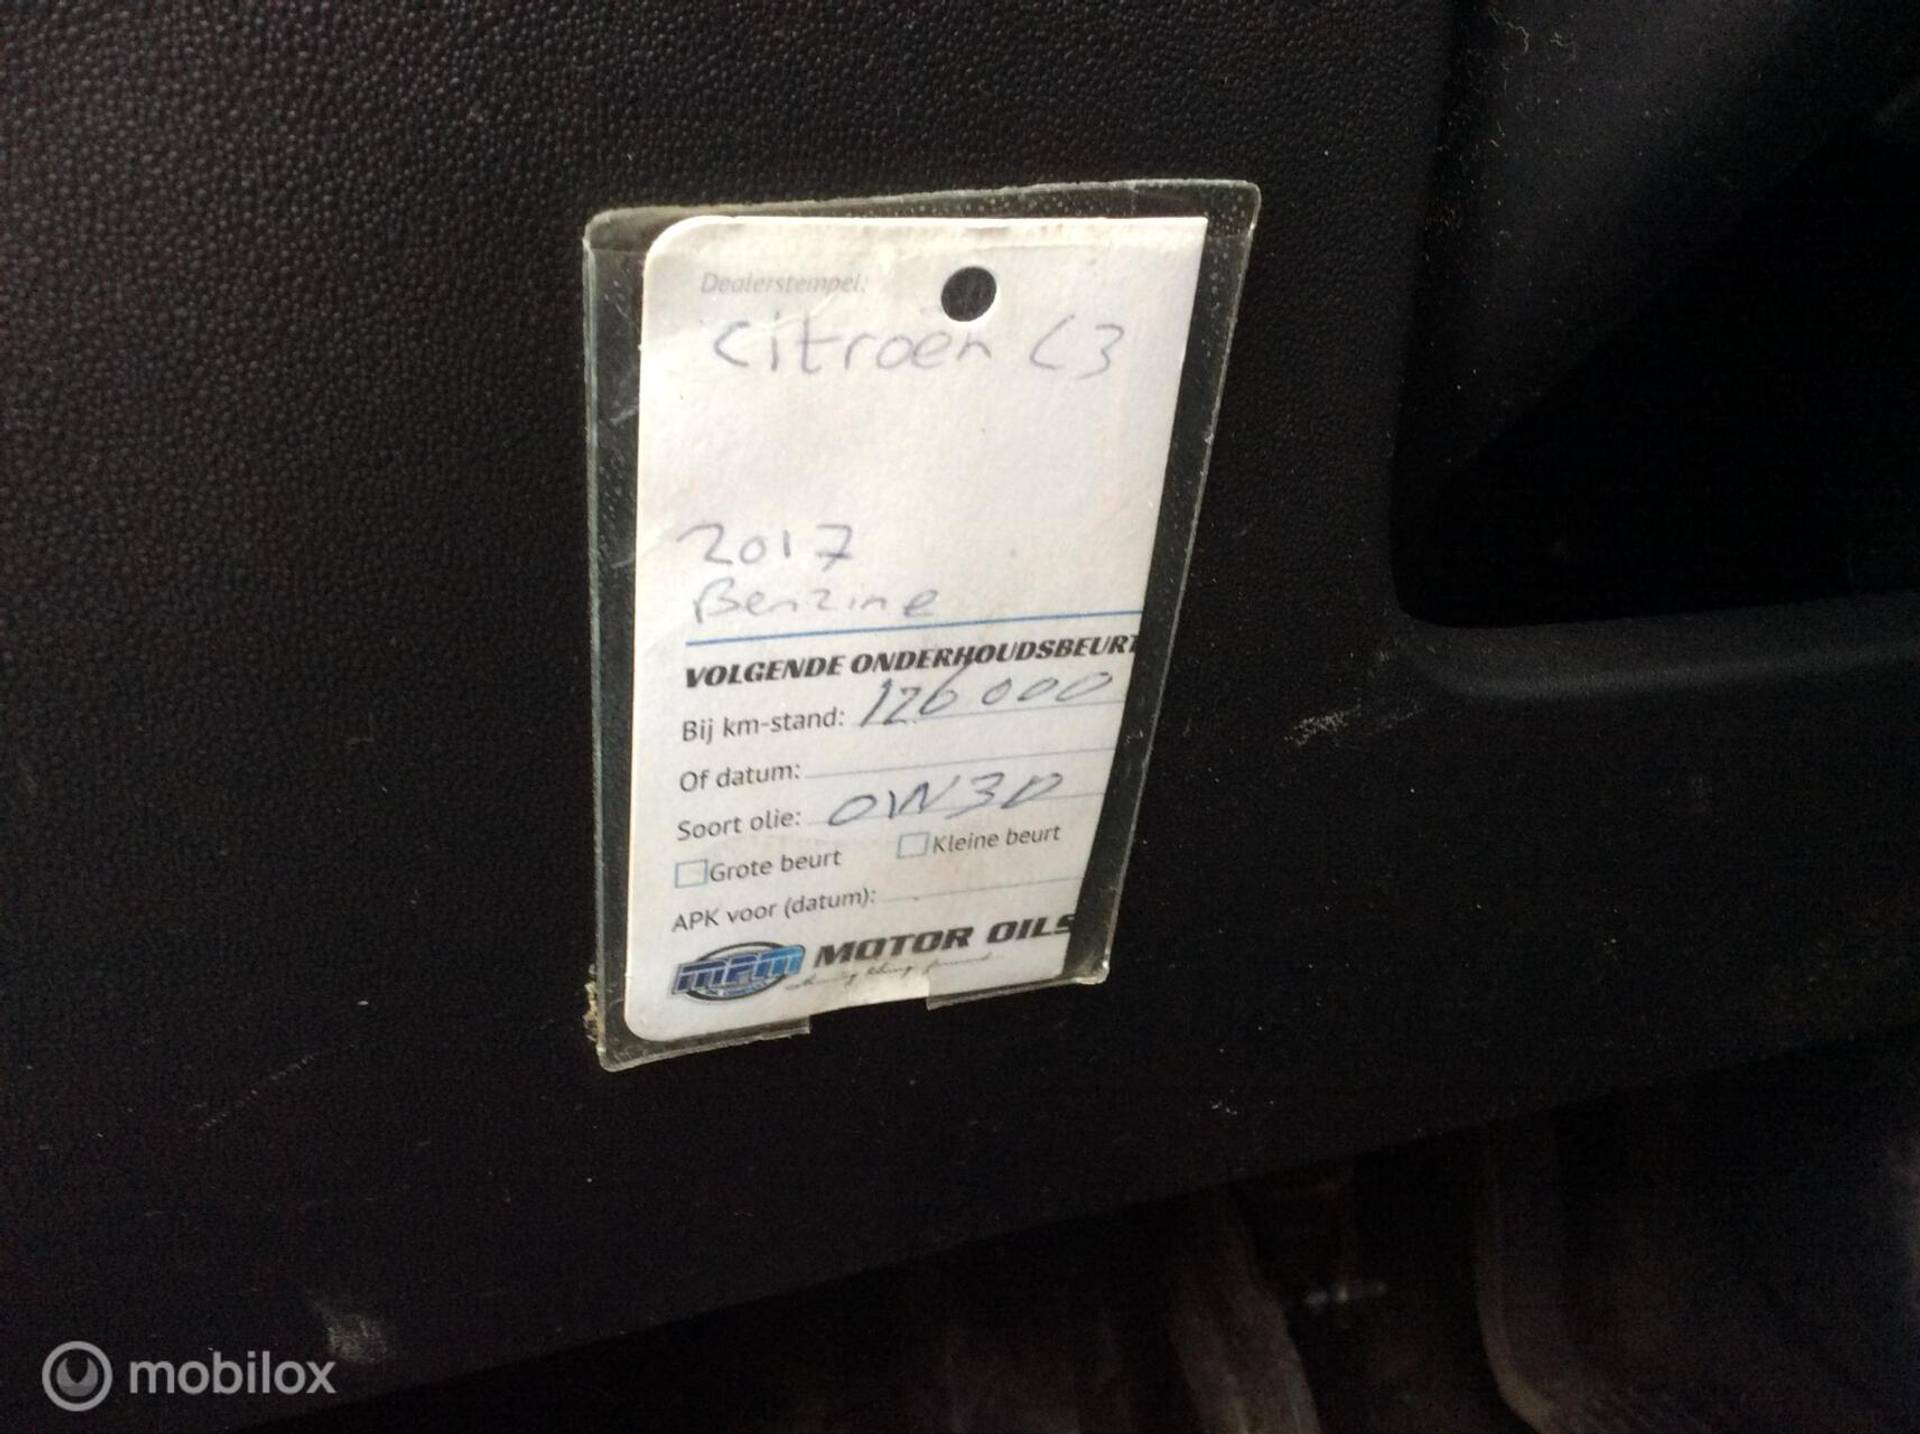 Dealerstempel:
Citroën C3
2017
Benzine
VOLGENDE ONDERHOUDSBEURT
Bij km-stand: 126000
Of datum:
Soort olie: 0W30
Grote beurt Kleine beurt
APK voor (datum):
MPM MOTOR OILS
mobilox